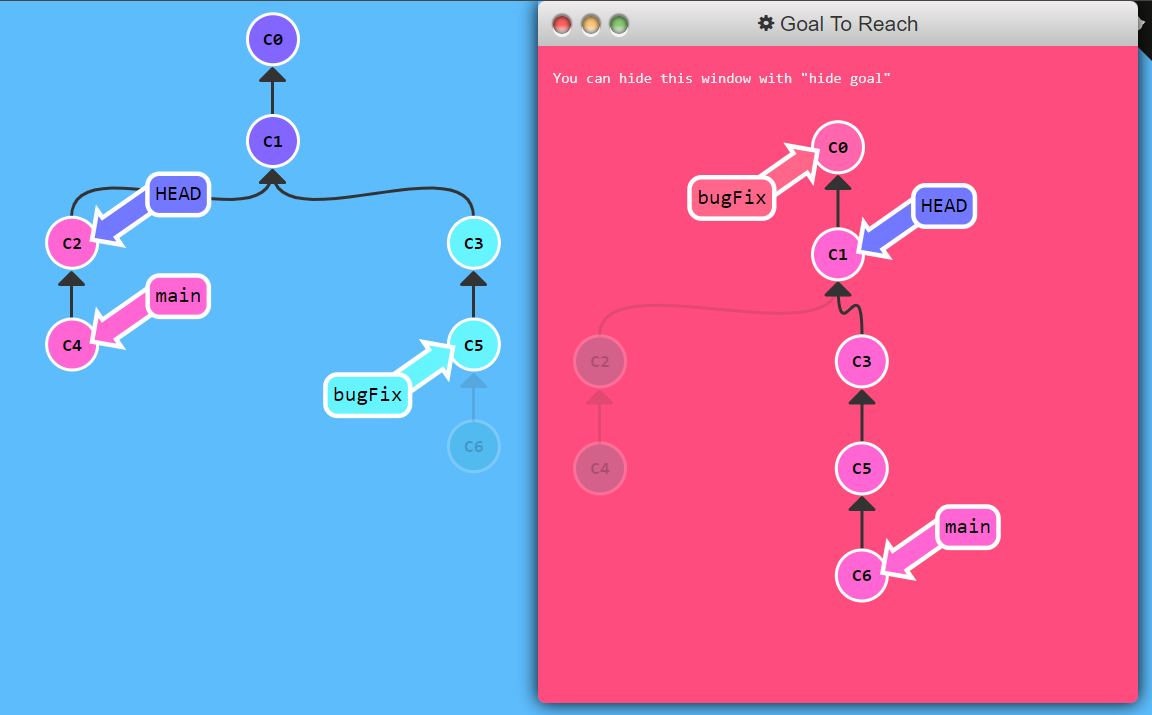 C0
C1
HEAD
C2
C3
main
C4
C5
bugFix
C6
Goal To Reach
You can hide this window with "hide goal"
C0
bugFix
HEAD
C1
C2
C3
C4
C5
main
C6